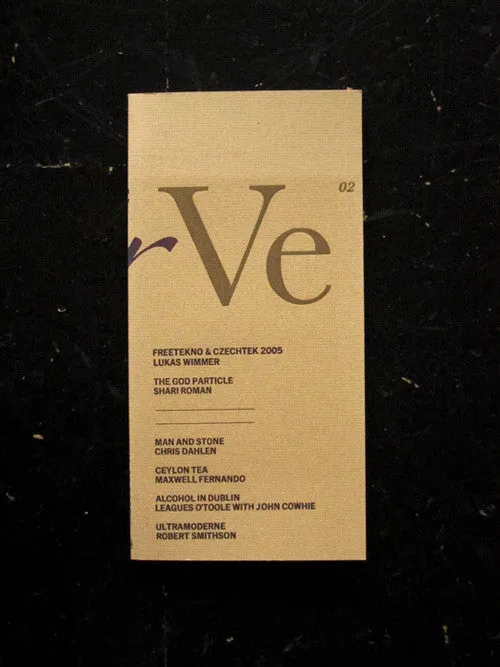 02
rVe
FREETEKNO & CZECHTEK 2005
LUKAS WIMMER
THE GOD PARTICLE
SHARI ROMAN
MAN AND STONE
CHRIS DAHLEN
CEYLON TEA
MAXWELL FERNANDO
ALCOHOL IN DUBLIN
LEAGUES O'TOOLE WITH JOHN COWHIE
ULTRAMODERNE
ROBERT SMITHSON